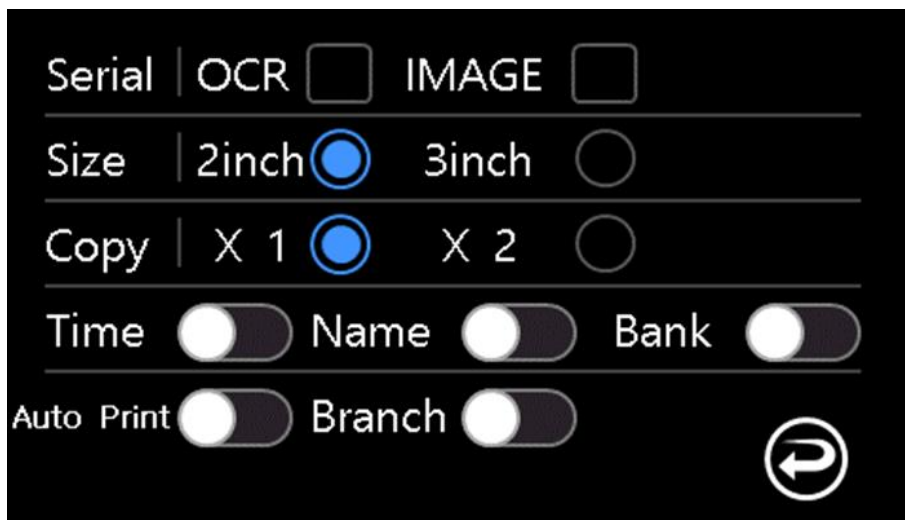 Serial OCR IMAGE
Size 2inch 3inch
Copy X 1 X 2
Time Name Bank
Auto Print Branch